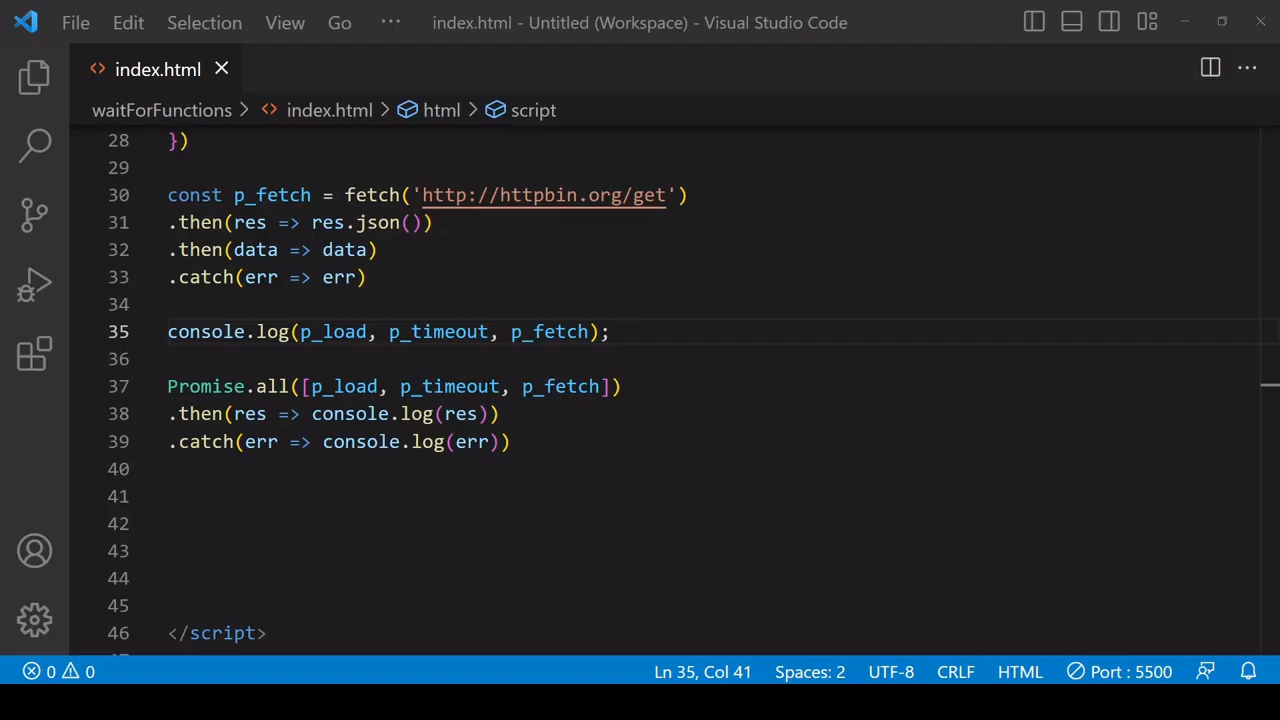 File Edit Selection View Go ··· index.html - Untitled (Workspace) - Visual Studio Code
<> index.html
waitForFunctions > <> index.html > html > script
28 })
29
30 const p_fetch = fetch('http://httpbin.org/get')
31 .then(res => res.json())
32 .then(data => data)
33 .catch(err => err)
34
35 console.log(p_load, p_timeout, p_fetch);
36
37 Promise.all([p_load, p_timeout, p_fetch])
38 .then(res => console.log(res))
39 .catch(err => console.log(err))
40
41
42
43
44
45
46 </script>
0 0 Ln 35, Col 41 Spaces: 2 UTF-8 CRLF HTML Port : 5500